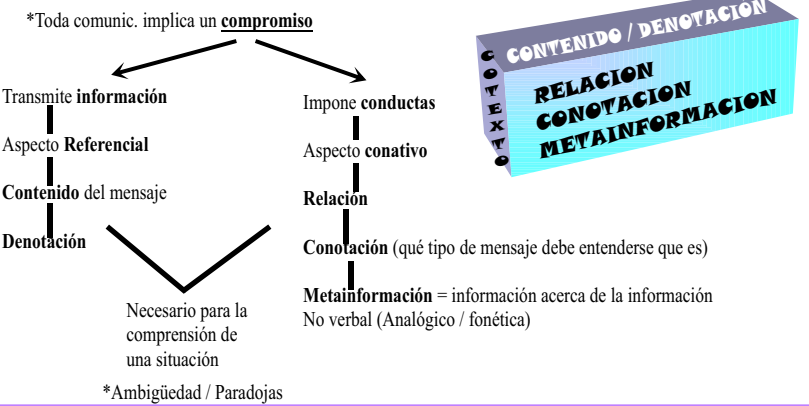 *Toda comunic. implica un compromiso
Transmite información
Aspecto Referencial
Contenido del mensaje
Denotación
Impone conductas
Aspecto conativo
Relación
Conotación (qué tipo de mensaje debe entenderse que es)
Metainformación = información acerca de la información
No verbal (Analógico / fonética)
Necesario para la
comprensión de
una situación
*Ambigüedad / Paradojas
CONTENIDO / DENOTACIÓN
COTEXTO
RELACION
CONOTACION
METAINFORMACION